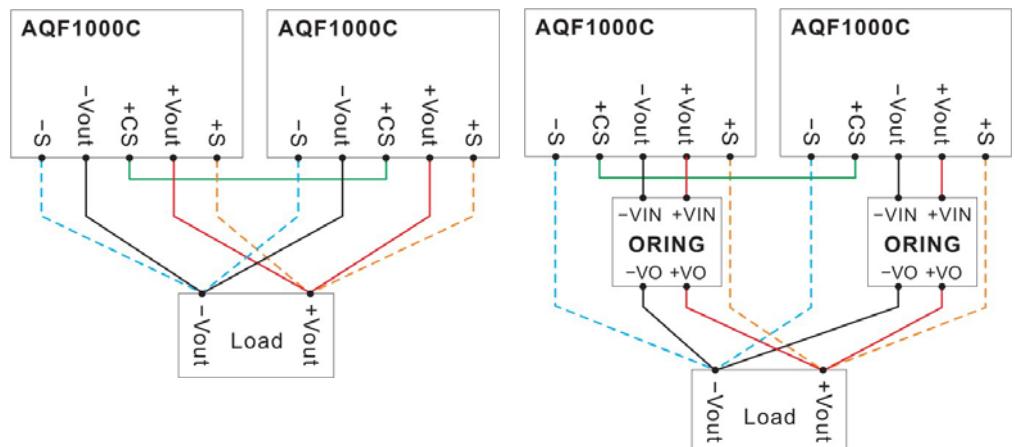 AQF1000C
−S
−Vout
+CS
+Vout
+S
AQF1000C
−S
−Vout
+CS
+Vout
+S
−Vout
Load
+Vout
AQF1000C
−S
+CS
−Vout
+Vout
+S
AQF1000C
−S
+CS
−Vout
+Vout
+S
−VIN +VIN
ORING
−VO +VO
−VIN +VIN
ORING
−VO +VO
−Vout
Load
+Vout